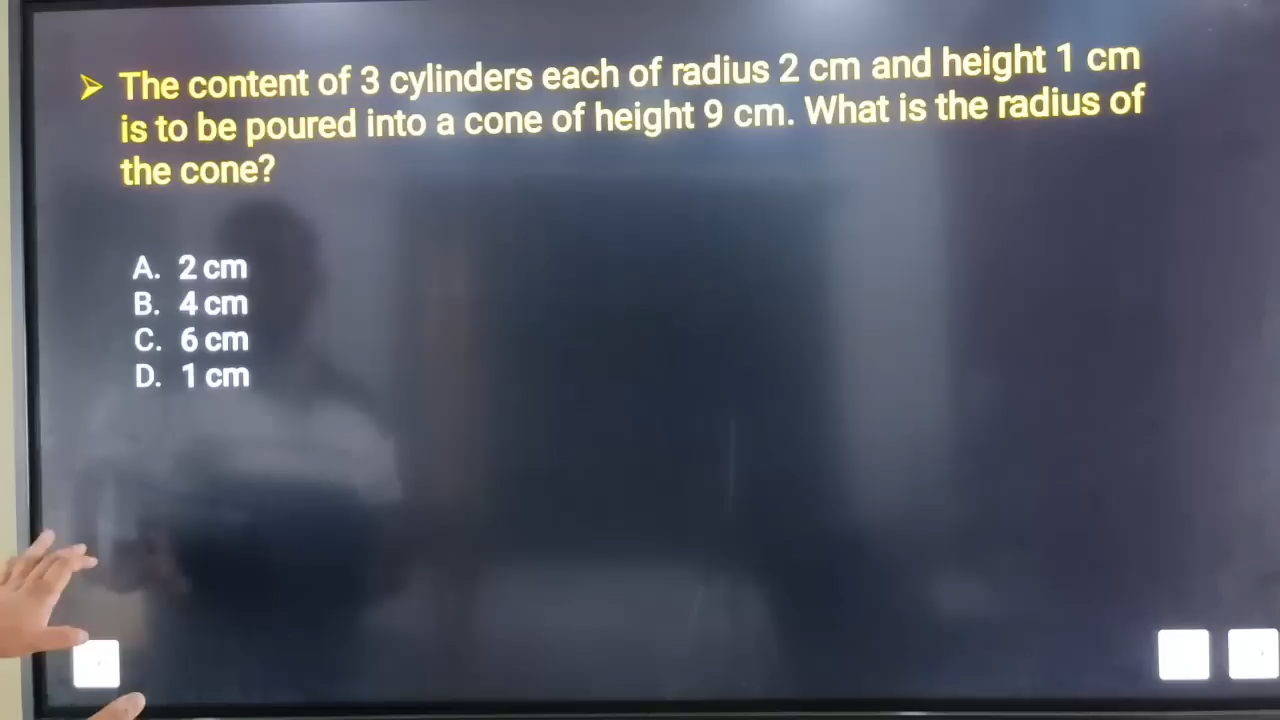 The content of 3 cylinders each of radius 2 cm and height 1 cm
is to be poured into a cone of height 9 cm. What is the radius of
the cone?
A. 2 cm
B. 4 cm
C. 6 cm
D. 1 cm